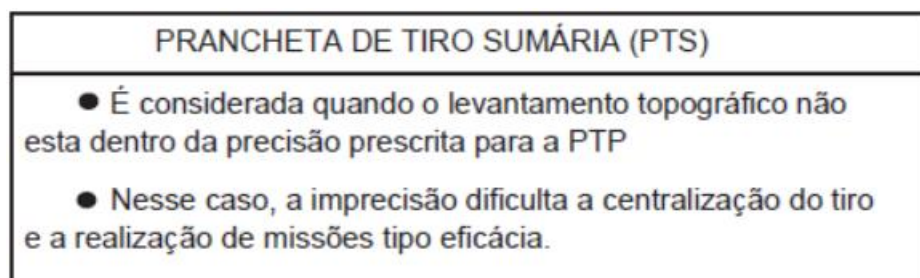 PRANCHETA DE TIRO SUMÁRIA (PTS)
● É considerada quando o levantamento topográfico não
esta dentro da precisão prescrita para a PTP
● Nesse caso, a imprecisão dificulta a centralização do tiro
e a realização de missões tipo eficácia.